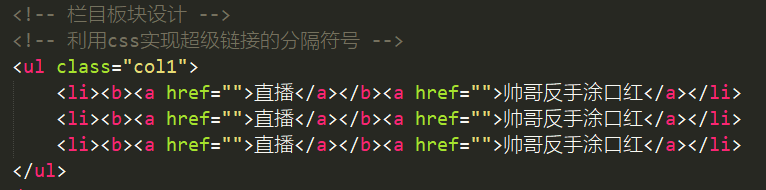 <!-- 栏目板块设计 -->
<!-- 利用css实现超级链接的分隔符号 -->
<ul class="col1">
<li><b><a href="">直播</a></b><a href="">帅哥反手涂口红</a></li>
<li><b><a href="">直播</a></b><a href="">帅哥反手涂口红</a></li>
<li><b><a href="">直播</a></b><a href="">帅哥反手涂口红</a></li>
</ul>